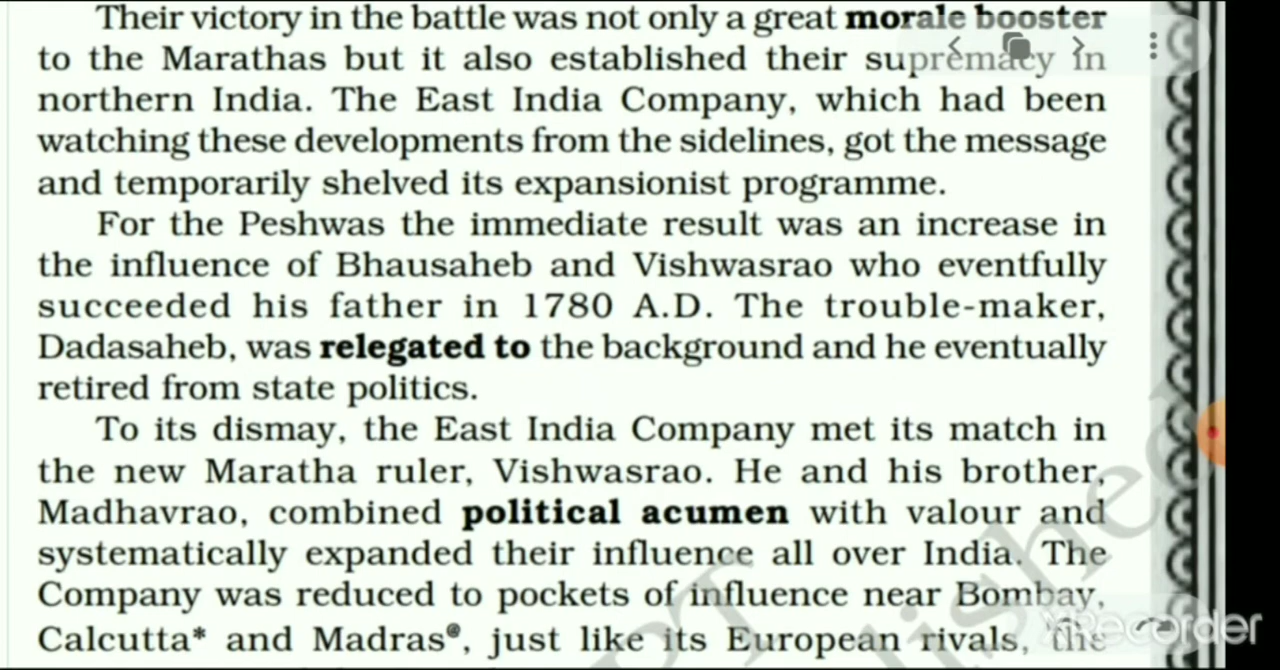 Their victory in the battle was not only a great morale booster
to the Marathas but it also established their supremacy in
northern India. The East India Company, which had been
watching these developments from the sidelines, got the message
and temporarily shelved its expansionist programme.
For the Peshwas the immediate result was an increase in
the influence of Bhausaheb and Vishwasrao who eventfully
succeeded his father in 1780 A.D. The trouble-maker,
Dadasaheb, was relegated to the background and he eventually
retired from state politics.
To its dismay, the East India Company met its match in
the new Maratha ruler, Vishwasrao. He and his brother,
Madhavrao, combined political acumen with valour and
systematically expanded their influence all over India. The
Company was reduced to pockets of influence near Bombay,
Calcutta* and Madras@, just like its European rivals, the
XRecorder